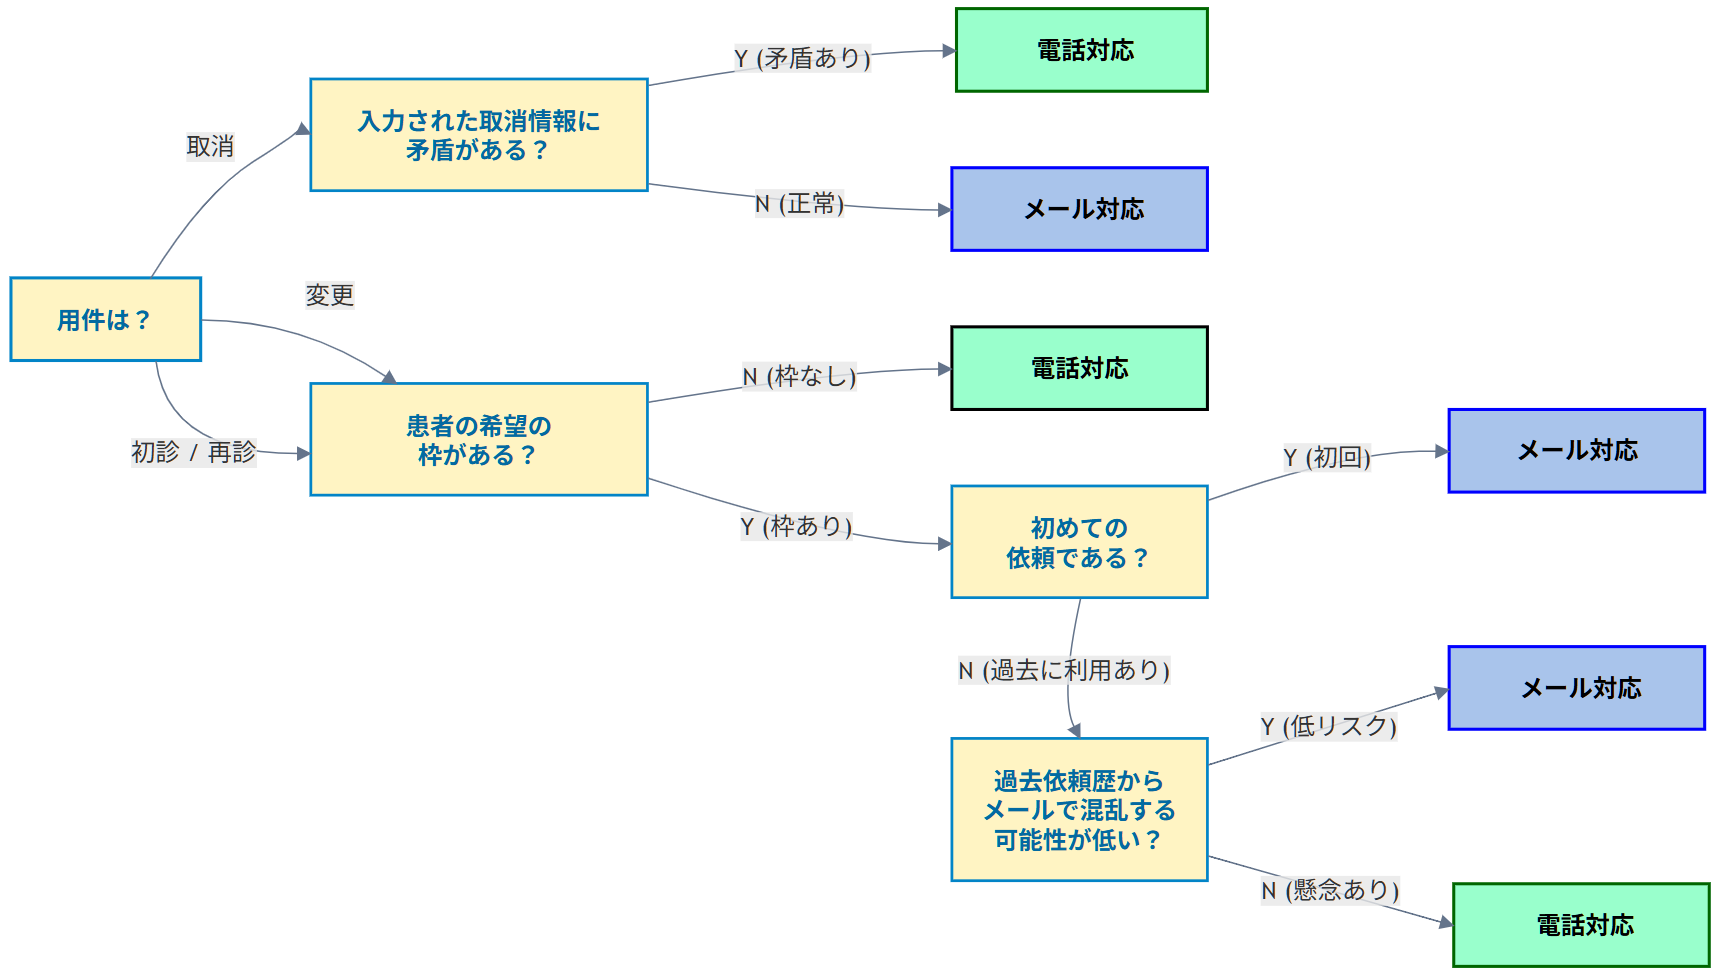 用件は？
取消
変更
初診 / 再診
入力された取消情報に
矛盾がある？
Y (矛盾あり)
電話対応
N (正常)
メール対応
患者の希望の
枠がある？
N (枠なし)
電話対応
Y (枠あり)
初めての
依頼である？
Y (初回)
メール対応
N (過去に利用あり)
過去依頼歴から
メールで混乱する
可能性が低い？
Y (低リスク)
メール対応
N (懸念あり)
電話対応